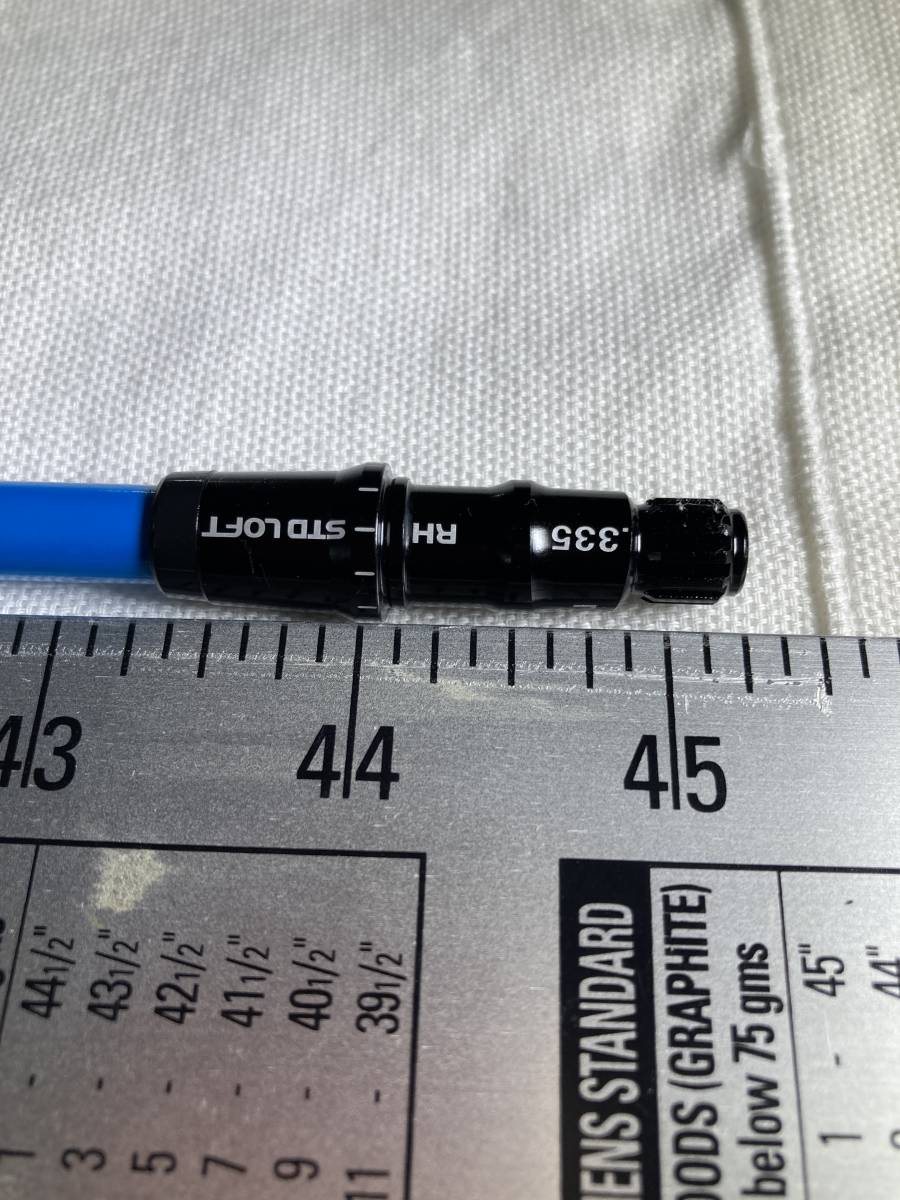 STD LOFT
RH
.335
43
44
45
44 1/2"
43 1/2"
42 1/2"
41 1/2"
40 1/2"
39 1/2"
1 -
3 -
5 -
7 -
9 -
11 -
STANDARD
(GRAPHITE)
below 75 gms
1 - 45"
44"